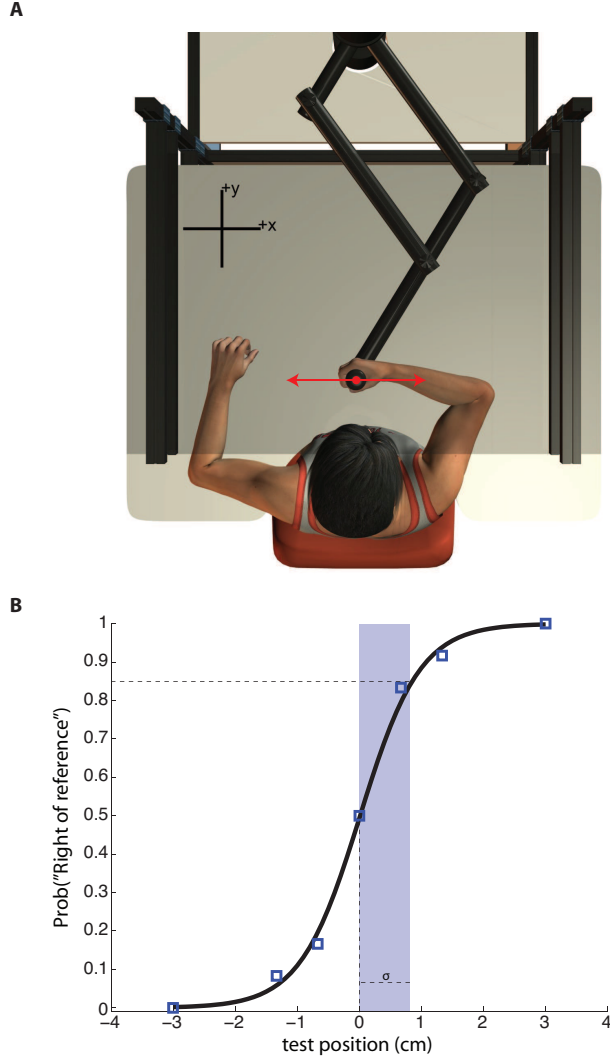 A
+y
+x
B
Prob("Right of reference")
1
0.9
0.8
0.7
0.6
0.5
0.4
0.3
0.2
0.1
0
σ
−4 −3 −2 −1 0 1 2 3 4
test position (cm)